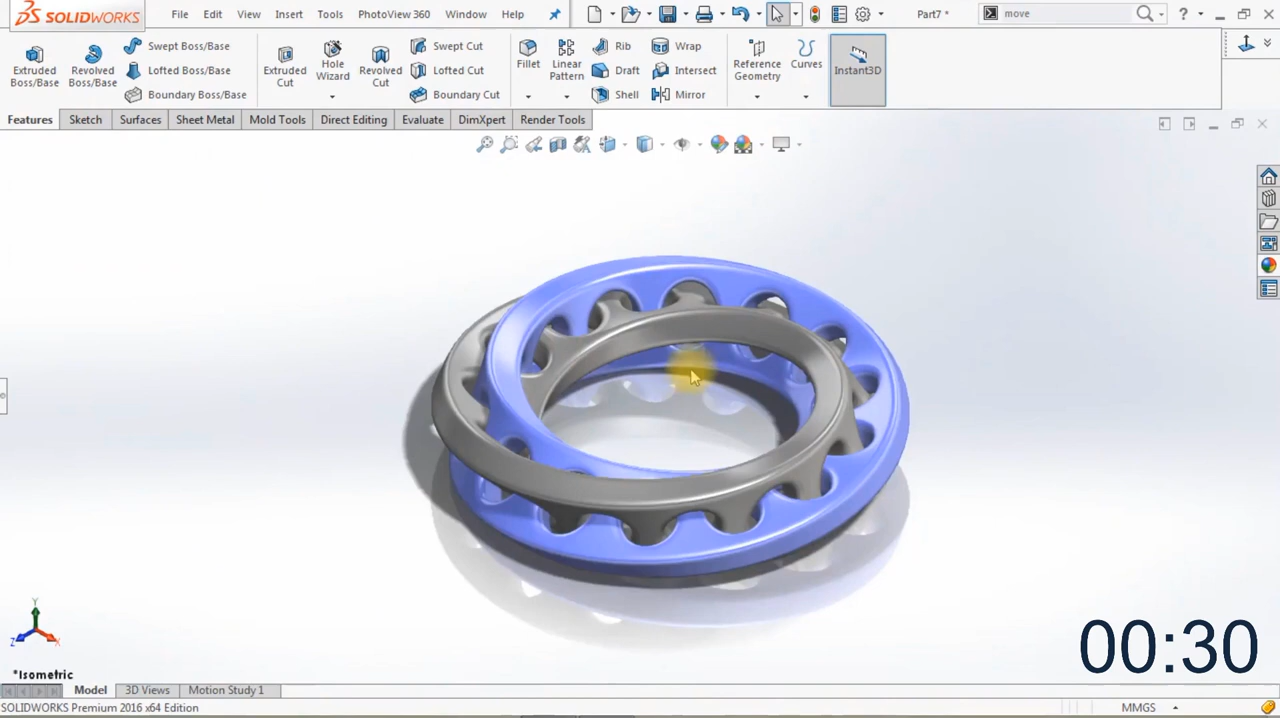 SOLIDWORKS File Edit View Insert Tools PhotoView 360 Window Help Part7 * move ?
Extruded Boss/Base
Revolved Boss/Base
Swept Boss/Base
Lofted Boss/Base
Boundary Boss/Base
Extruded Cut
Hole Wizard
Revolved Cut
Swept Cut
Lofted Cut
Boundary Cut
Fillet
Linear Pattern
Rib
Draft
Shell
Wrap
Intersect
Mirror
Reference Geometry
Curves
Instant3D
Features Sketch Surfaces Sheet Metal Mold Tools Direct Editing Evaluate DimXpert Render Tools
Y
Z X
*Isometric
00:30
Model 3D Views Motion Study 1
SOLIDWORKS Premium 2016 x64 Edition MMGS